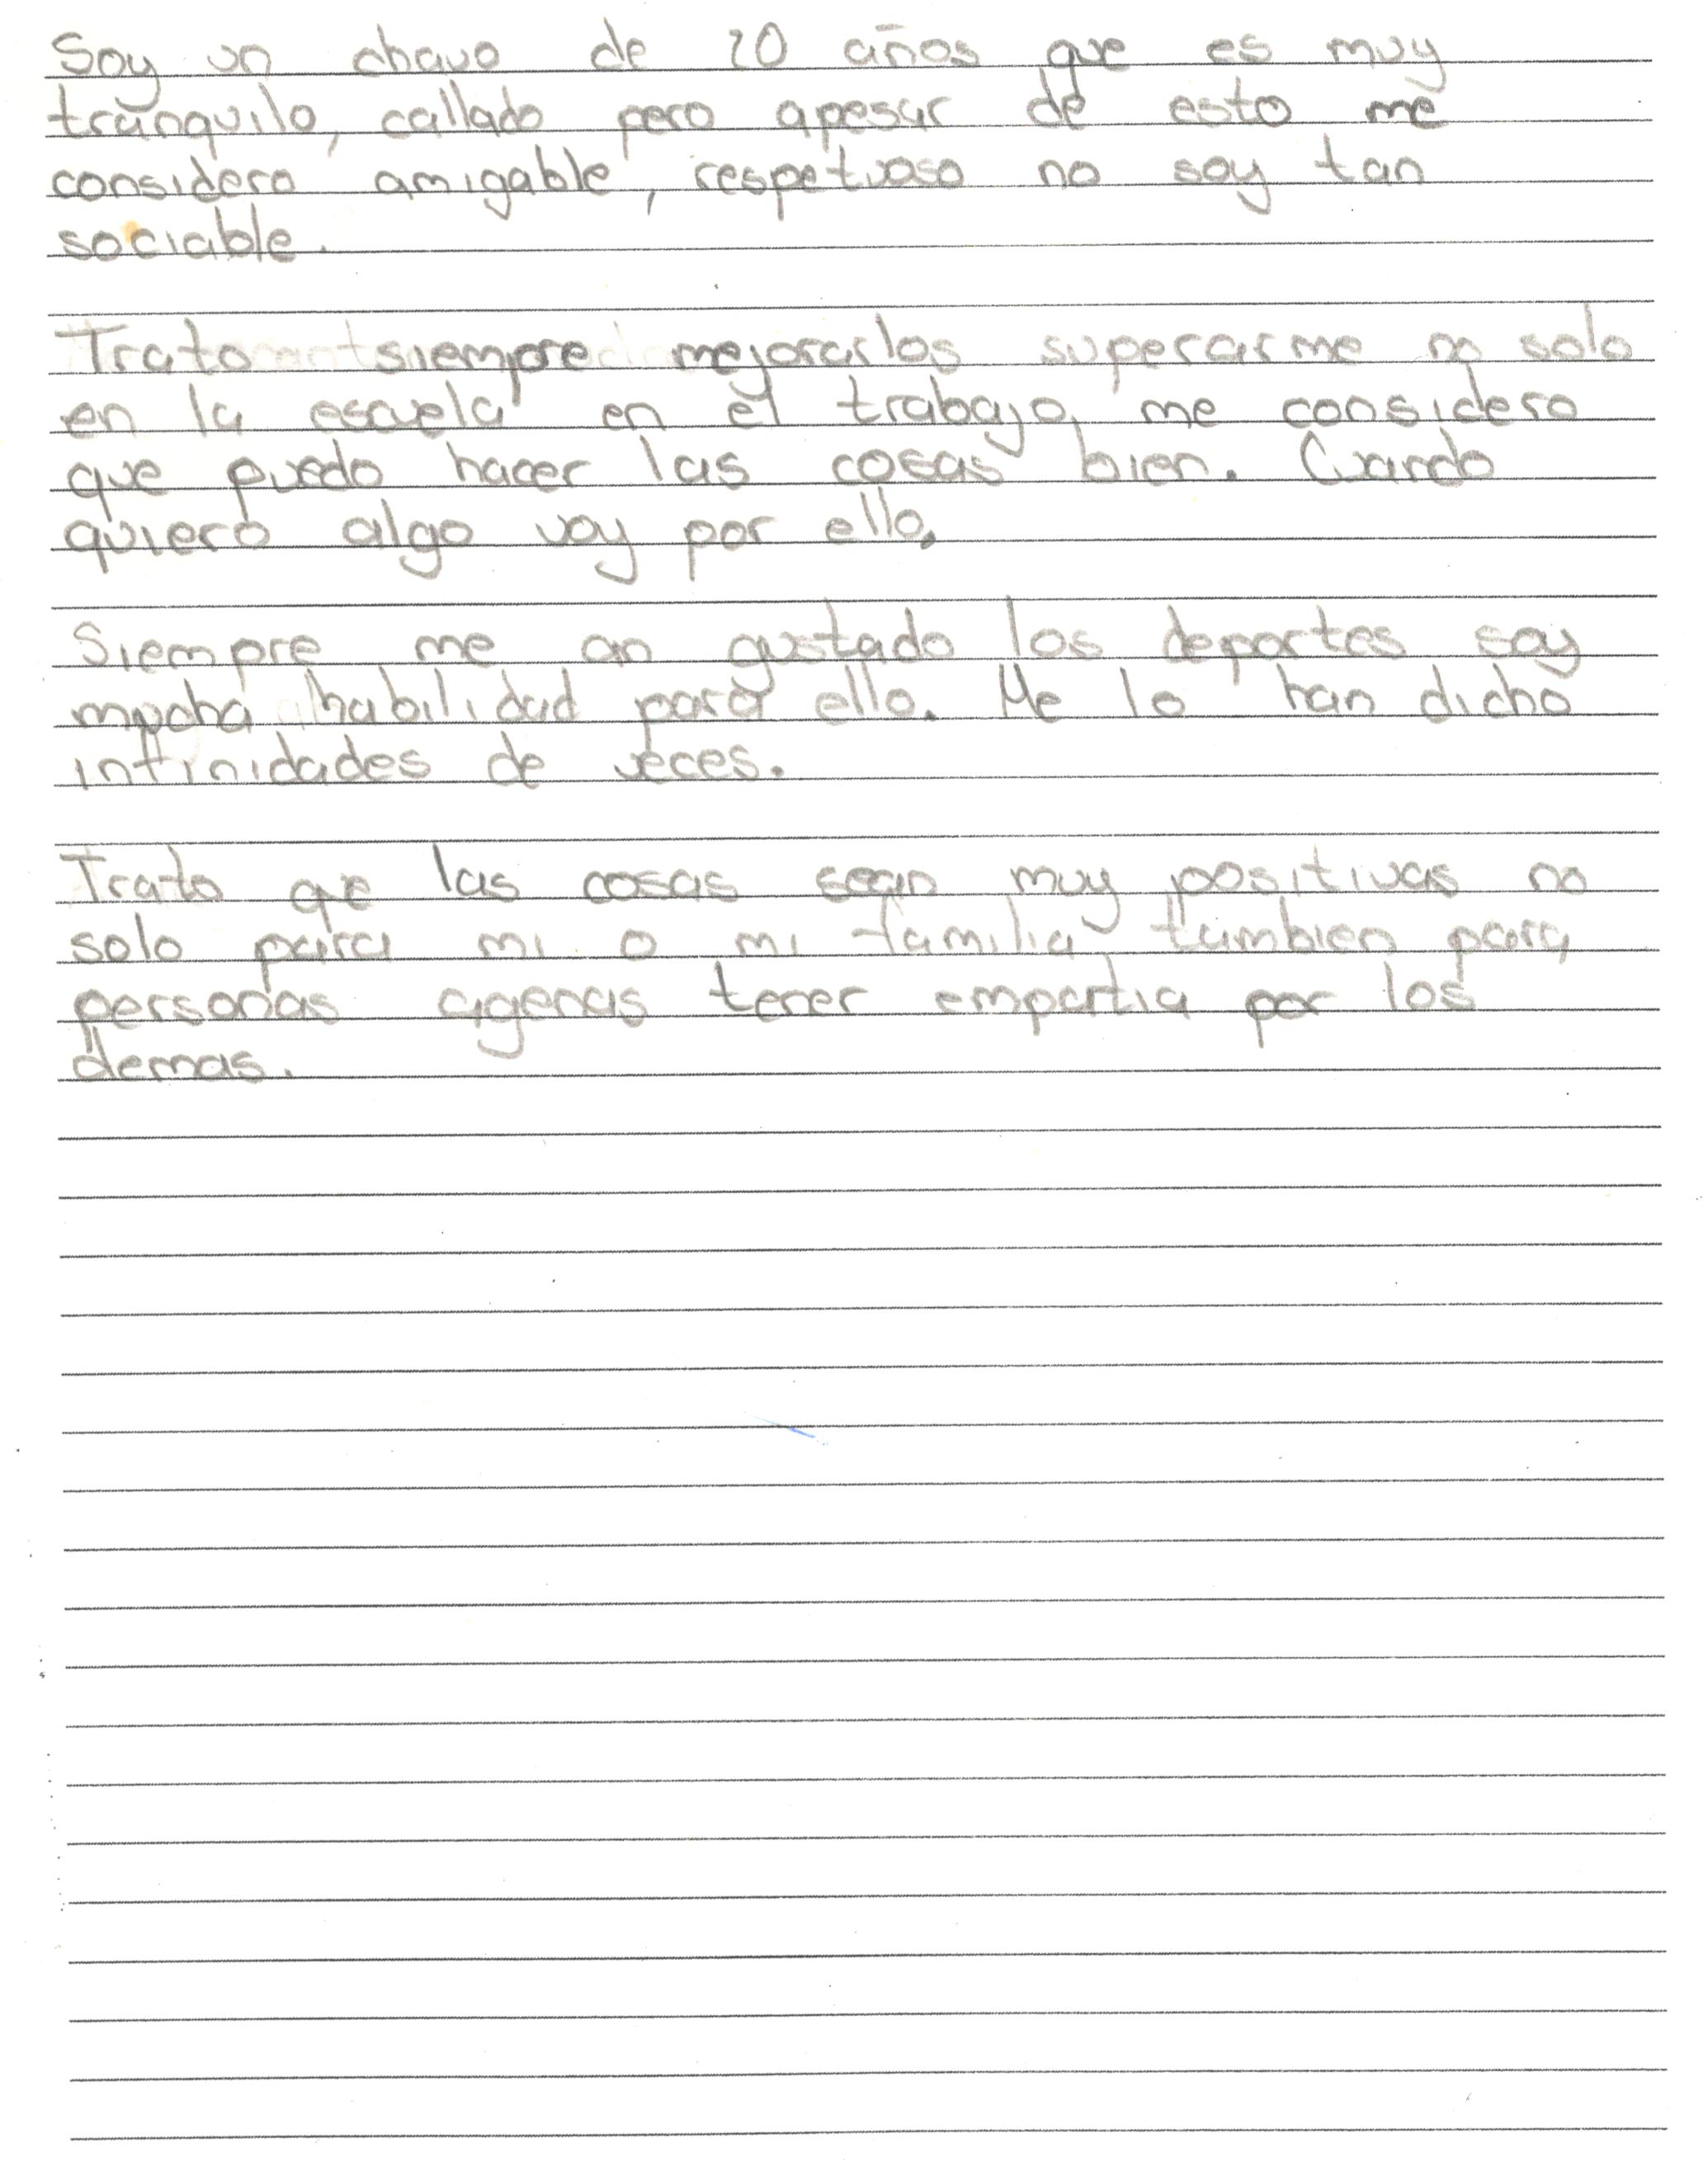 Soy un chavo de 20 años que es muy
tranquilo, callado pero apesar de esto me
considero amigable, respetuoso no soy tan
sociable.
Trato siempre mejorarlos superarme no solo
en la escuela en el trabajo, me considero
que puedo hacer las cosas bien. Cuando
quiero algo voy por ello.
Siempre me an gustado los deportes soy
mucha habilidad para ello. Me lo han dicho
infinidades de veces.
Trato que las cosas sean muy positivas no
solo para mi o mi familia tambien para
personas agenas tener empartia por los
demas.